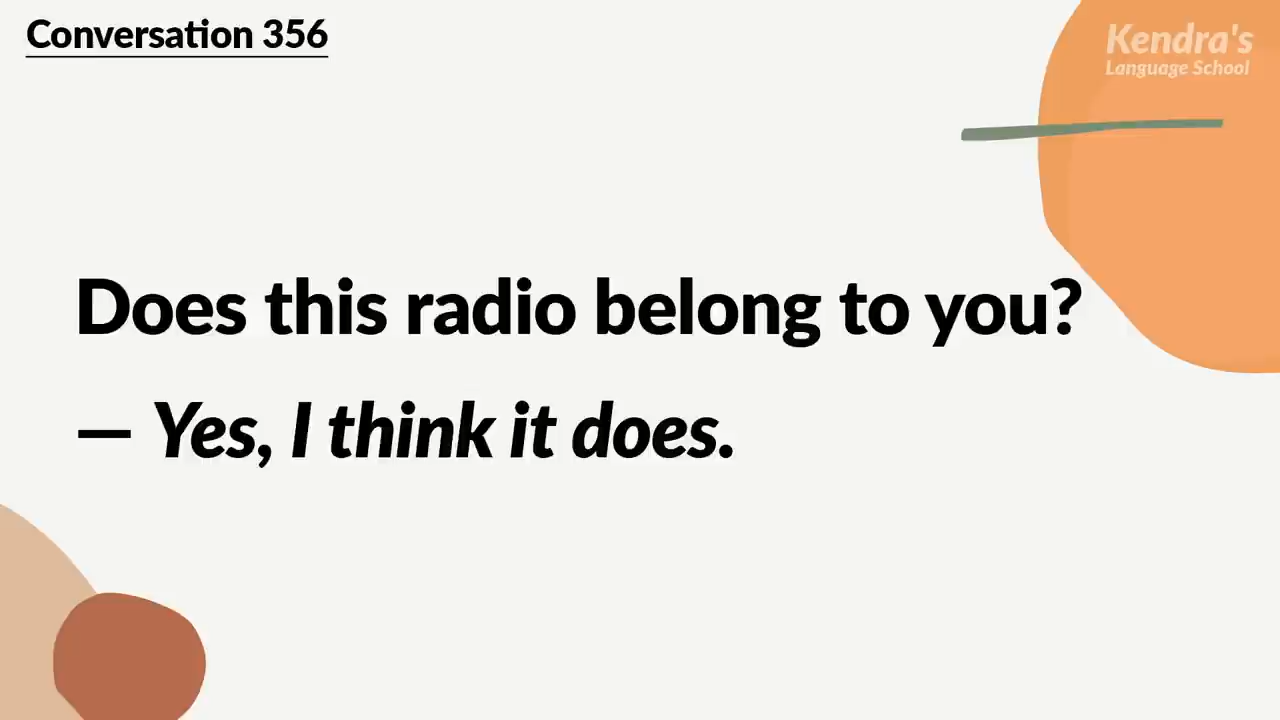 Conversation 356
Kendra's
Language School
Does this radio belong to you?
— Yes, I think it does.